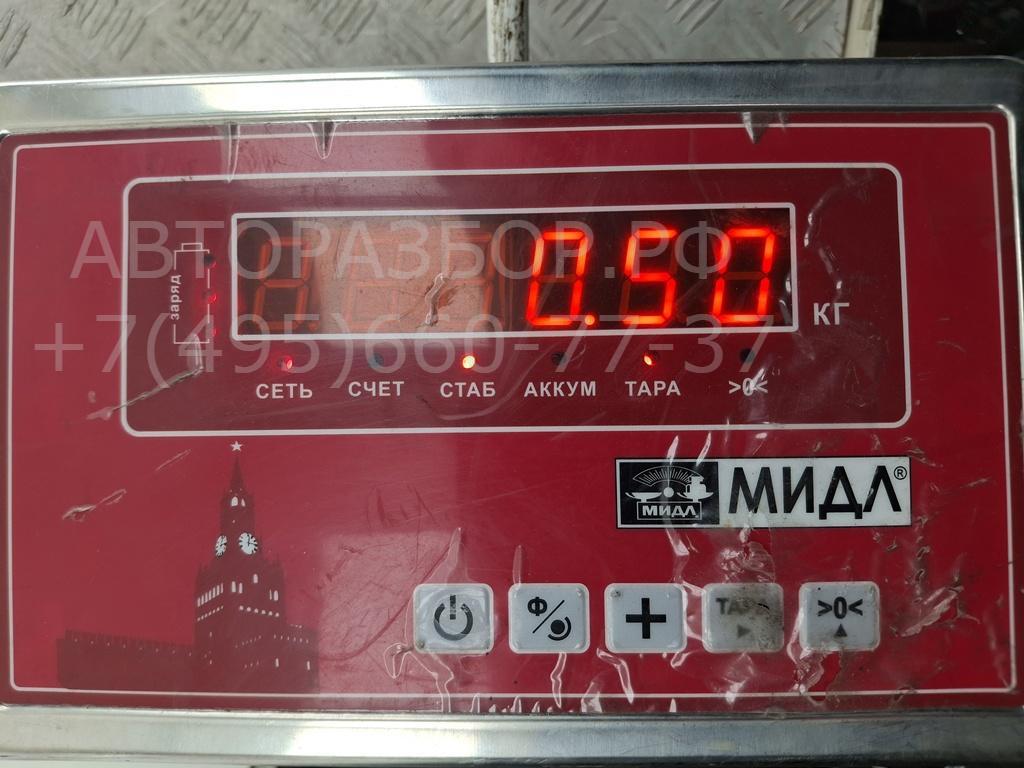 АВТОРАЗБОР.РФ
+7(495)660-77-37
заряд
0.50 КГ
СЕТЬ СЧЕТ СТАБ АККУМ ТАРА >0<
МИДЛ МИДЛ®
Ф
>0<